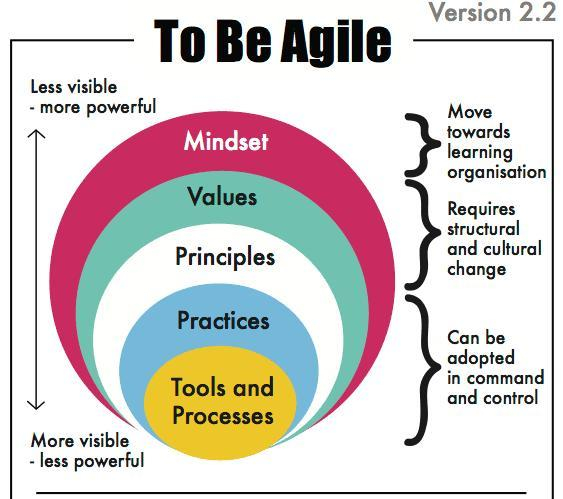 Version 2.2
To Be Agile
Less visible
- more powerful
Mindset
Values
Principles
Practices
Tools and
Processes
More visible
- less powerful
Move
towards
learning
organisation
Requires
structural
and cultural
change
Can be
adopted
in command
and control